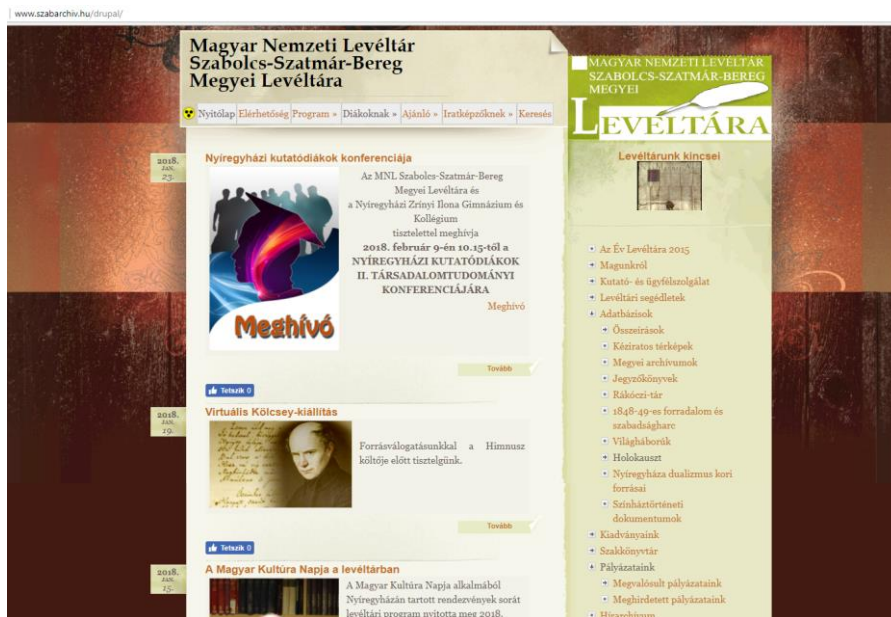 www.szabarchiv.hu/drupal/
Magyar Nemzeti Levéltár
Szabolcs-Szatmár-Bereg
Megyei Levéltára
Nyitólap Elérhetőség Program » Diákoknak » Ajánló » Iratképzőknek » Keresés
MAGYAR NEMZETI LEVÉLTÁR
SZABOLCS-SZATMÁR-BEREG
MEGYEI
LEVÉLTÁRA
2018.
JAN.
23.
Nyíregyházi kutatódiákok konferenciája
Meghívó
Az MNL Szabolcs-Szatmár-Bereg
Megyei Levéltára és
a Nyíregyházi Zrínyi Ilona Gimnázium és
Kollégium
tisztelettel meghívja
2018. február 9-én 10.15-től a
NYÍREGYHÁZI KUTATÓDIÁKOK
II. TÁRSADALOMTUDOMÁNYI
KONFERENCIÁJÁRA
Meghívó
Tovább
Tetszik 0
2018.
JAN.
19.
Virtuális Kölcsey-kiállítás
Forrásválogatásunkkal a Himnusz
költője előtt tisztelgünk.
Tovább
Tetszik 0
2018.
JAN.
15.
A Magyar Kultúra Napja a levéltárban
A Magyar Kultúra Napja alkalmából
Nyíregyházán tartott rendezvények sorát
levéltári program nyitotta meg 2018.
Levéltárunk kincsei
Az Év Levéltára 2015
Magunkról
Kutató- és ügyfélszolgálat
Levéltári segédletek
Adatbázisok
Összeírások
Kéziratos térképek
Megyei archívumok
Jegyzőkönyvek
Rákóczi-tár
1848-49-es forradalom és
szabadságharc
Világháborúk
Holokauszt
Nyíregyháza dualizmus kori
forrásai
Színháztörténeti
dokumentumok
Kiadványaink
Szakkönyvtár
Pályázataink
Megvalósult pályázataink
Meghirdetett pályázataink
Hírarchívum